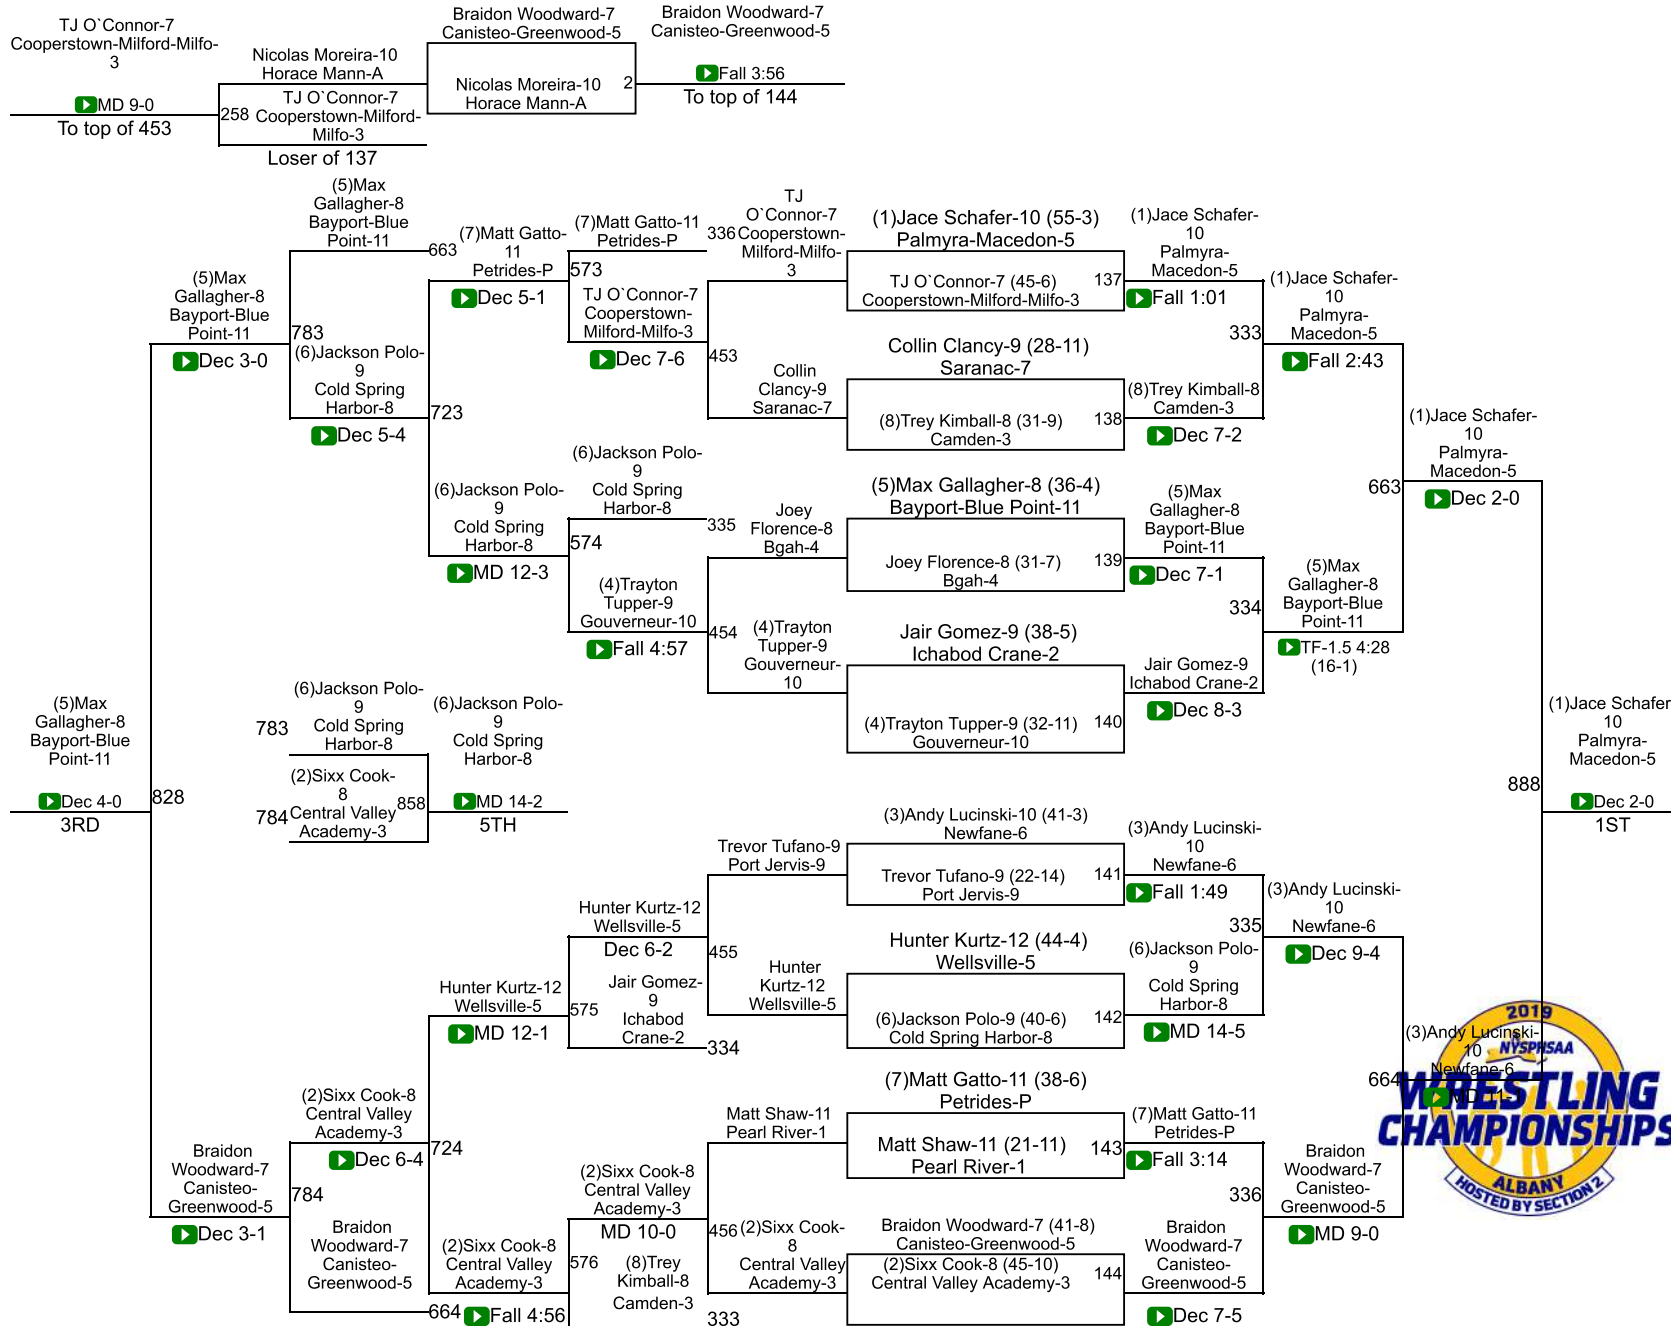 TJ O`Connor-7
Cooperstown-Milford-Milfo-
3
MD 9-0
To top of 453
Nicolas Moreira-10
Horace Mann-A
258
TJ O`Connor-7
Cooperstown-Milford-
Milfo-3
Loser of 137
Braidon Woodward-7
Canisteo-Greenwood-5
Nicolas Moreira-10
Horace Mann-A
2
Braidon Woodward-7
Canisteo-Greenwood-5
Fall 3:56
To top of 144
(5)Max
Gallagher-8
Bayport-Blue
Point-11
663
(5)Max
Gallagher-8
Bayport-Blue
Point-11
Dec 3-0
783
(6)Jackson Polo-
9
Cold Spring
Harbor-8
Dec 5-4
723
(7)Matt Gatto-
11
Petrides-P
Dec 5-1
(7)Matt Gatto-11
Petrides-P
336
573
TJ O`Connor-7
Cooperstown-
Milford-Milfo-3
Dec 7-6
453
TJ
O`Connor-7
Cooperstown-
Milford-Milfo-
3
Collin
Clancy-9
Saranac-7
(1)Jace Schafer-10 (55-3)
Palmyra-Macedon-5
TJ O`Connor-7 (45-6)
Cooperstown-Milford-Milfo-3
137
(1)Jace Schafer-
10
Palmyra-
Macedon-5
Fall 1:01
Collin Clancy-9 (28-11)
Saranac-7
(8)Trey Kimball-8 (31-9)
Camden-3
138
(8)Trey Kimball-8
Camden-3
Dec 7-2
333
(1)Jace Schafer-
10
Palmyra-
Macedon-5
Fall 2:43
(6)Jackson Polo-
9
Cold Spring
Harbor-8
MD 12-3
(6)Jackson Polo-
9
Cold Spring
Harbor-8
335
574
(4)Trayton
Tupper-9
Gouverneur-10
Fall 4:57
454
Joey
Florence-8
Bgah-4
(4)Trayton
Tupper-9
Gouverneur-
10
(5)Max Gallagher-8 (36-4)
Bayport-Blue Point-11
Joey Florence-8 (31-7)
Bgah-4
139
(5)Max
Gallagher-8
Bayport-Blue
Point-11
Dec 7-1
Jair Gomez-9 (38-5)
Ichabod Crane-2
(4)Trayton Tupper-9 (32-11)
Gouverneur-10
140
Jair Gomez-9
Ichabod Crane-2
Dec 8-3
334
(5)Max
Gallagher-8
Bayport-Blue
Point-11
TF-1.5 4:28
(16-1)
663
(1)Jace Schafer-
10
Palmyra-
Macedon-5
Dec 2-0
(5)Max
Gallagher-8
Bayport-Blue
Point-11
Dec 4-0
3RD
828
783
(6)Jackson Polo-
9
Cold Spring
Harbor-8
784
(2)Sixx Cook-
8
Central Valley
Academy-3
858
(6)Jackson Polo-
9
Cold Spring
Harbor-8
MD 14-2
5TH
888
(1)Jace Schafer
10
Palmyra-
Macedon-5
Dec 2-0
1ST
Trevor Tufano-9
Port Jervis-9
(3)Andy Lucinski-10 (41-3)
Newfane-6
Trevor Tufano-9 (22-14)
Port Jervis-9
141
(3)Andy Lucinski-
10
Newfane-6
Fall 1:49
Hunter Kurtz-12
Wellsville-5
Dec 6-2
455
Hunter
Kurtz-12
Wellsville-5
Hunter Kurtz-12 (44-4)
Wellsville-5
(6)Jackson Polo-9 (40-6)
Cold Spring Harbor-8
142
(6)Jackson Polo-
9
Cold Spring
Harbor-8
MD 14-5
335
(3)Andy Lucinski-
10
Newfane-6
Dec 9-4
Hunter Kurtz-12
Wellsville-5
MD 12-1
575
Jair Gomez-
9
Ichabod
Crane-2
334
(2)Sixx Cook-8
Central Valley
Academy-3
Dec 6-4
724
Braidon
Woodward-7
Canisteo-
Greenwood-5
Dec 3-1
784
Braidon
Woodward-7
Canisteo-
Greenwood-5
664
(2)Sixx Cook-8
Central Valley
Academy-3
Fall 4:56
(2)Sixx Cook-8
Central Valley
Academy-3
MD 10-0
576
(8)Trey
Kimball-8
Camden-3
333
Matt Shaw-11
Pearl River-1
456
(2)Sixx Cook-
8
Central Valley
Academy-3
(7)Matt Gatto-11 (38-6)
Petrides-P
Matt Shaw-11 (21-11)
Pearl River-1
143
(7)Matt Gatto-11
Petrides-P
Fall 3:14
Braidon Woodward-7 (41-8)
Canisteo-Greenwood-5
(2)Sixx Cook-8 (45-10)
Central Valley Academy-3
144
Braidon
Woodward-7
Canisteo-
Greenwood-5
Dec 7-5
336
Braidon
Woodward-7
Canisteo-
Greenwood-5
MD 9-0
664
(3)Andy Lucinski-
10
Newfane-6
2019
NYSPHSAA
WRESTLING
CHAMPIONSHIPS
ALBANY
HOSTED BY SECTION 2